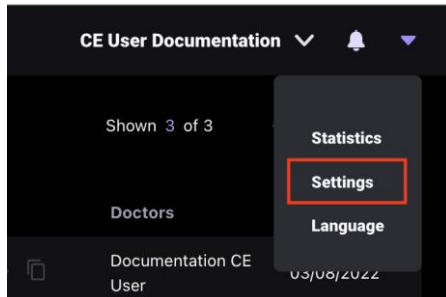 CE User Documentation
Shown 3 of 3
Statistics
Settings
Doctors
Language
Documentation CE
User
03/08/2022